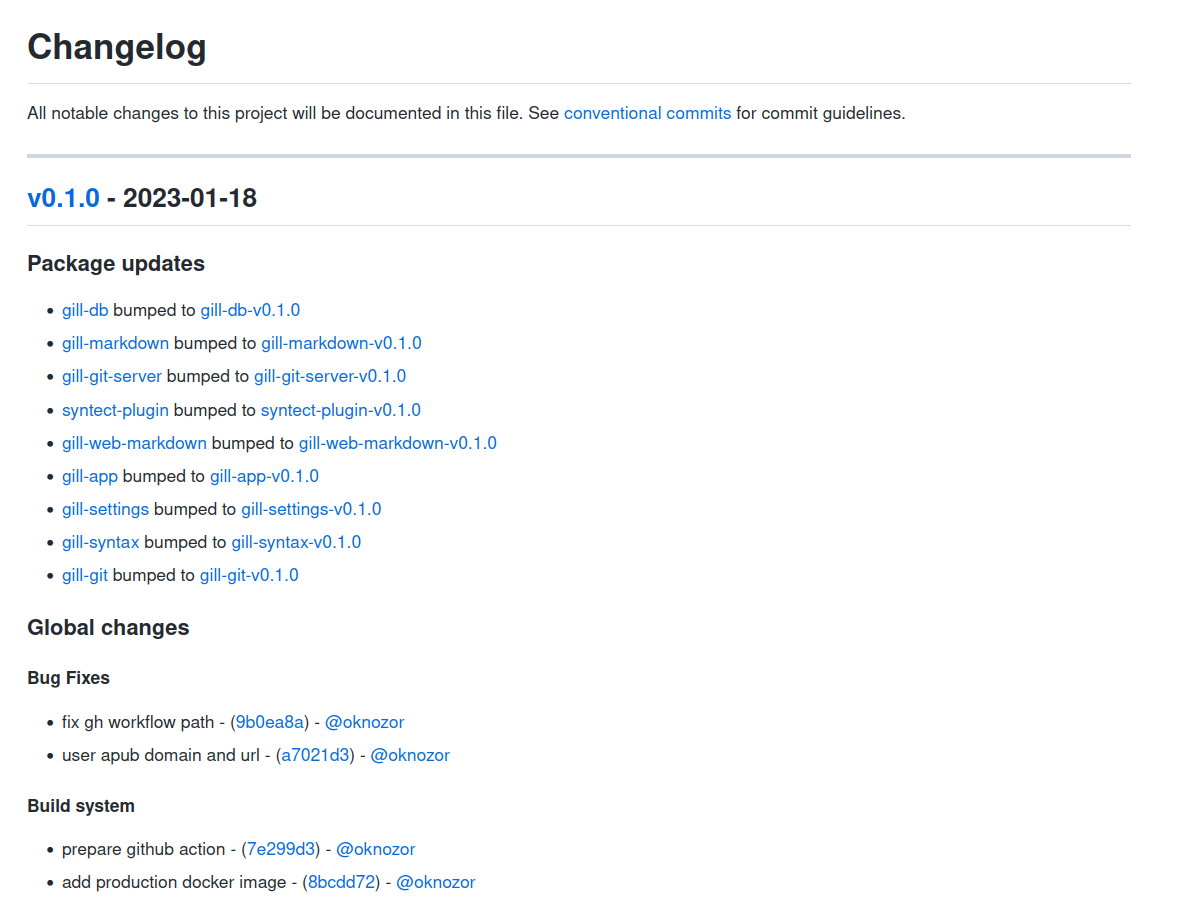 Changelog
All notable changes to this project will be documented in this file. See conventional commits for commit guidelines.
v0.1.0 - 2023-01-18
Package updates
• gill-db bumped to gill-db-v0.1.0
• gill-markdown bumped to gill-markdown-v0.1.0
• gill-git-server bumped to gill-git-server-v0.1.0
• syntect-plugin bumped to syntect-plugin-v0.1.0
• gill-web-markdown bumped to gill-web-markdown-v0.1.0
• gill-app bumped to gill-app-v0.1.0
• gill-settings bumped to gill-settings-v0.1.0
• gill-syntax bumped to gill-syntax-v0.1.0
• gill-git bumped to gill-git-v0.1.0
Global changes
Bug Fixes
• fix gh workflow path - (9b0ea8a) - @oknozor
• user apub domain and url - (a7021d3) - @oknozor
Build system
• prepare github action - (7e299d3) - @oknozor
• add production docker image - (8bcdd72) - @oknozor